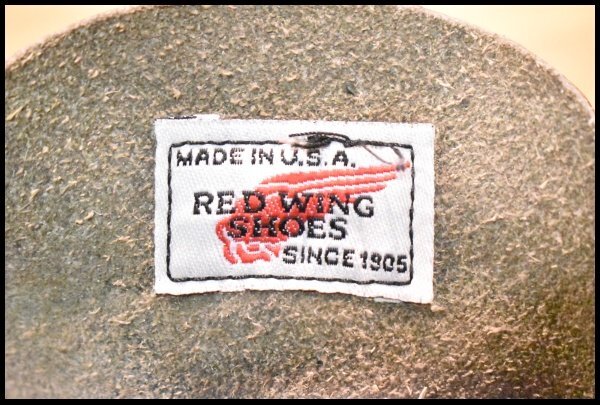 MADE IN U.S.A.
RED WING
SHOES
SINCE 1905